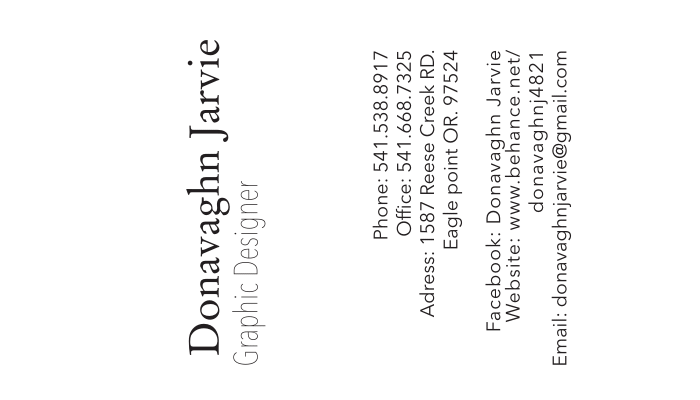 Donavaghn Jarvie
Graphic Designer
Phone: 541.538.8917
Office: 541.668.7325
Adress: 1587 Reese Creek RD.
Eagle point OR. 97524
Facebook: Donavaghn Jarvie
Website: www.behance.net/
donavaghnj4821
Email: donavaghnjarvie@gmail.com